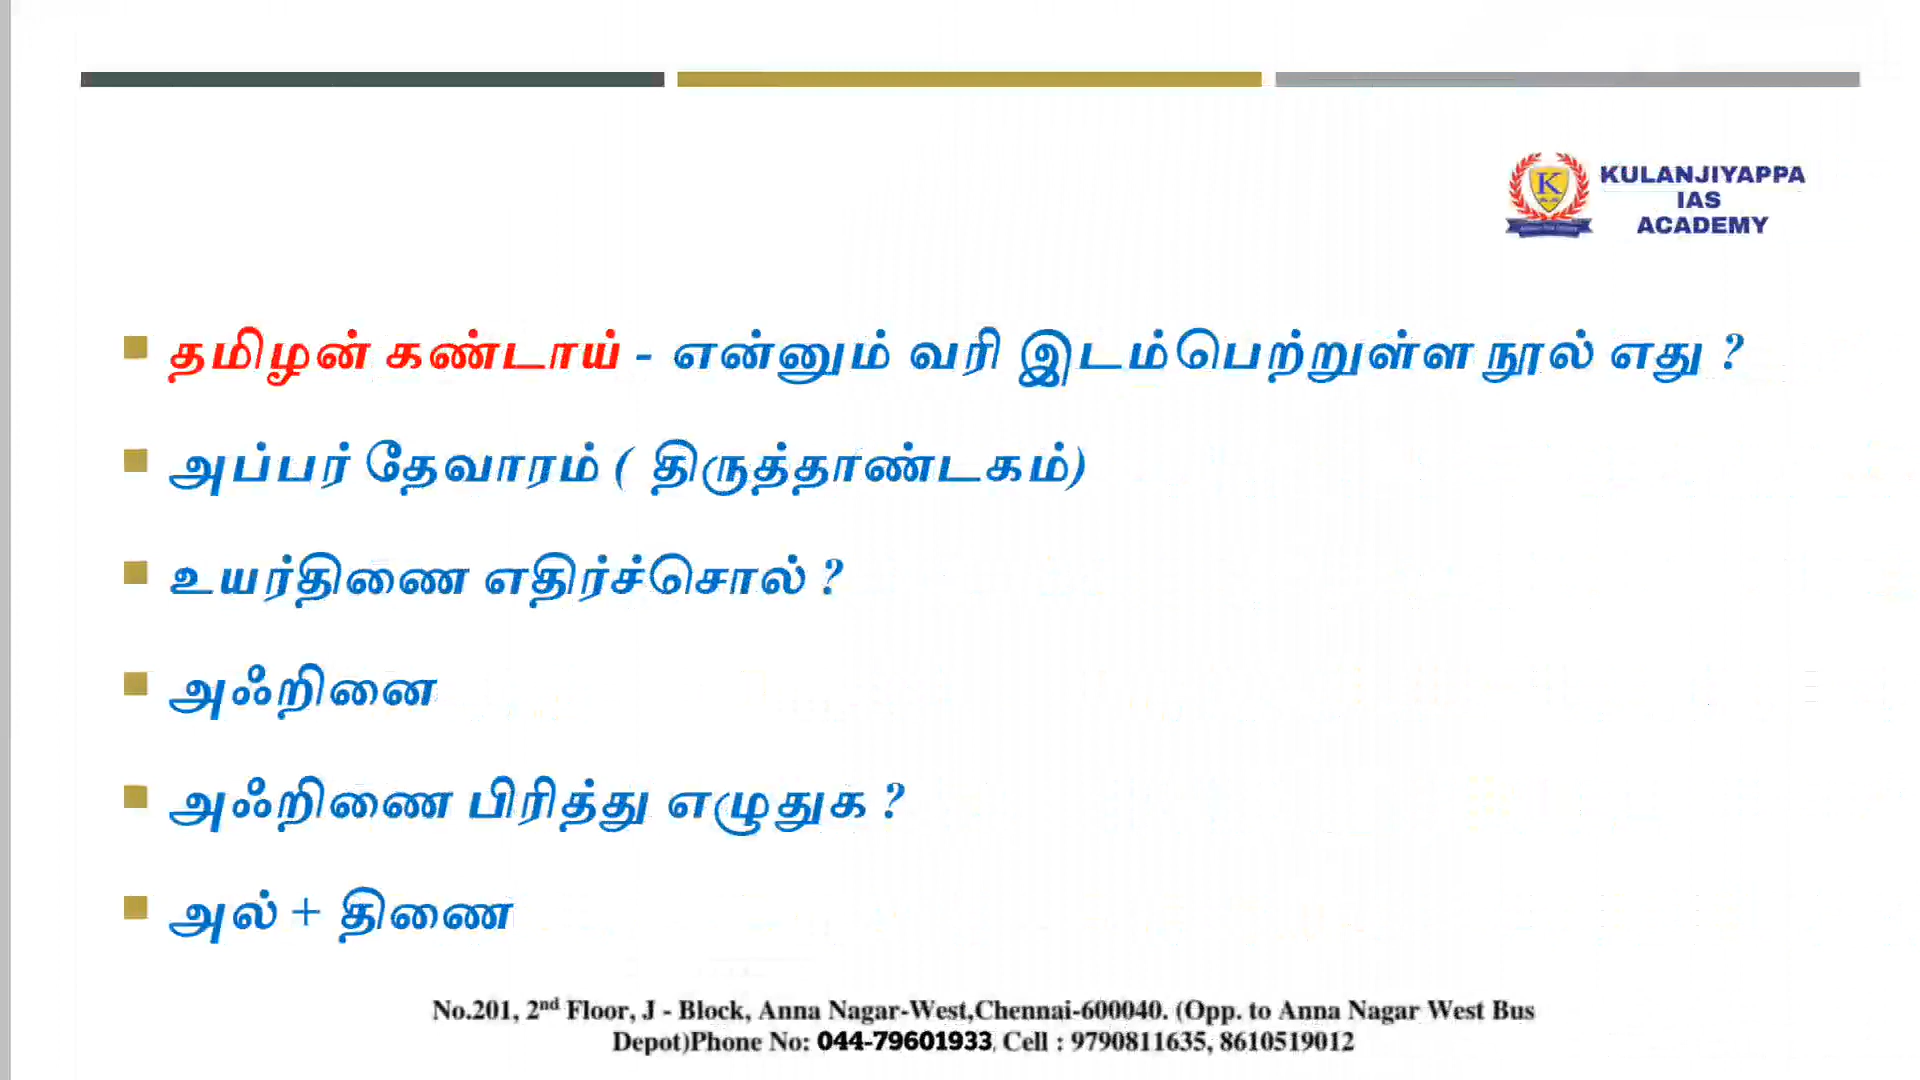 KULANJIYAPPA
IAS
ACADEMY
தமிழன் கண்டாய் - என்னும் வரி இடம்பெற்றுள்ள நூல் எது ?
அப்பர் தேவாரம் ( திருத்தாண்டகம்)
உயர்திணை எதிர்ச்சொல் ?
அஃறினை
அஃறிணை பிரித்து எழுதுக ?
அல் + திணை
No.201, 2nd Floor, J - Block, Anna Nagar-West,Chennai-600040. (Opp. to Anna Nagar West Bus
Depot)Phone No: 044-79601933, Cell : 9790811635, 8610519012